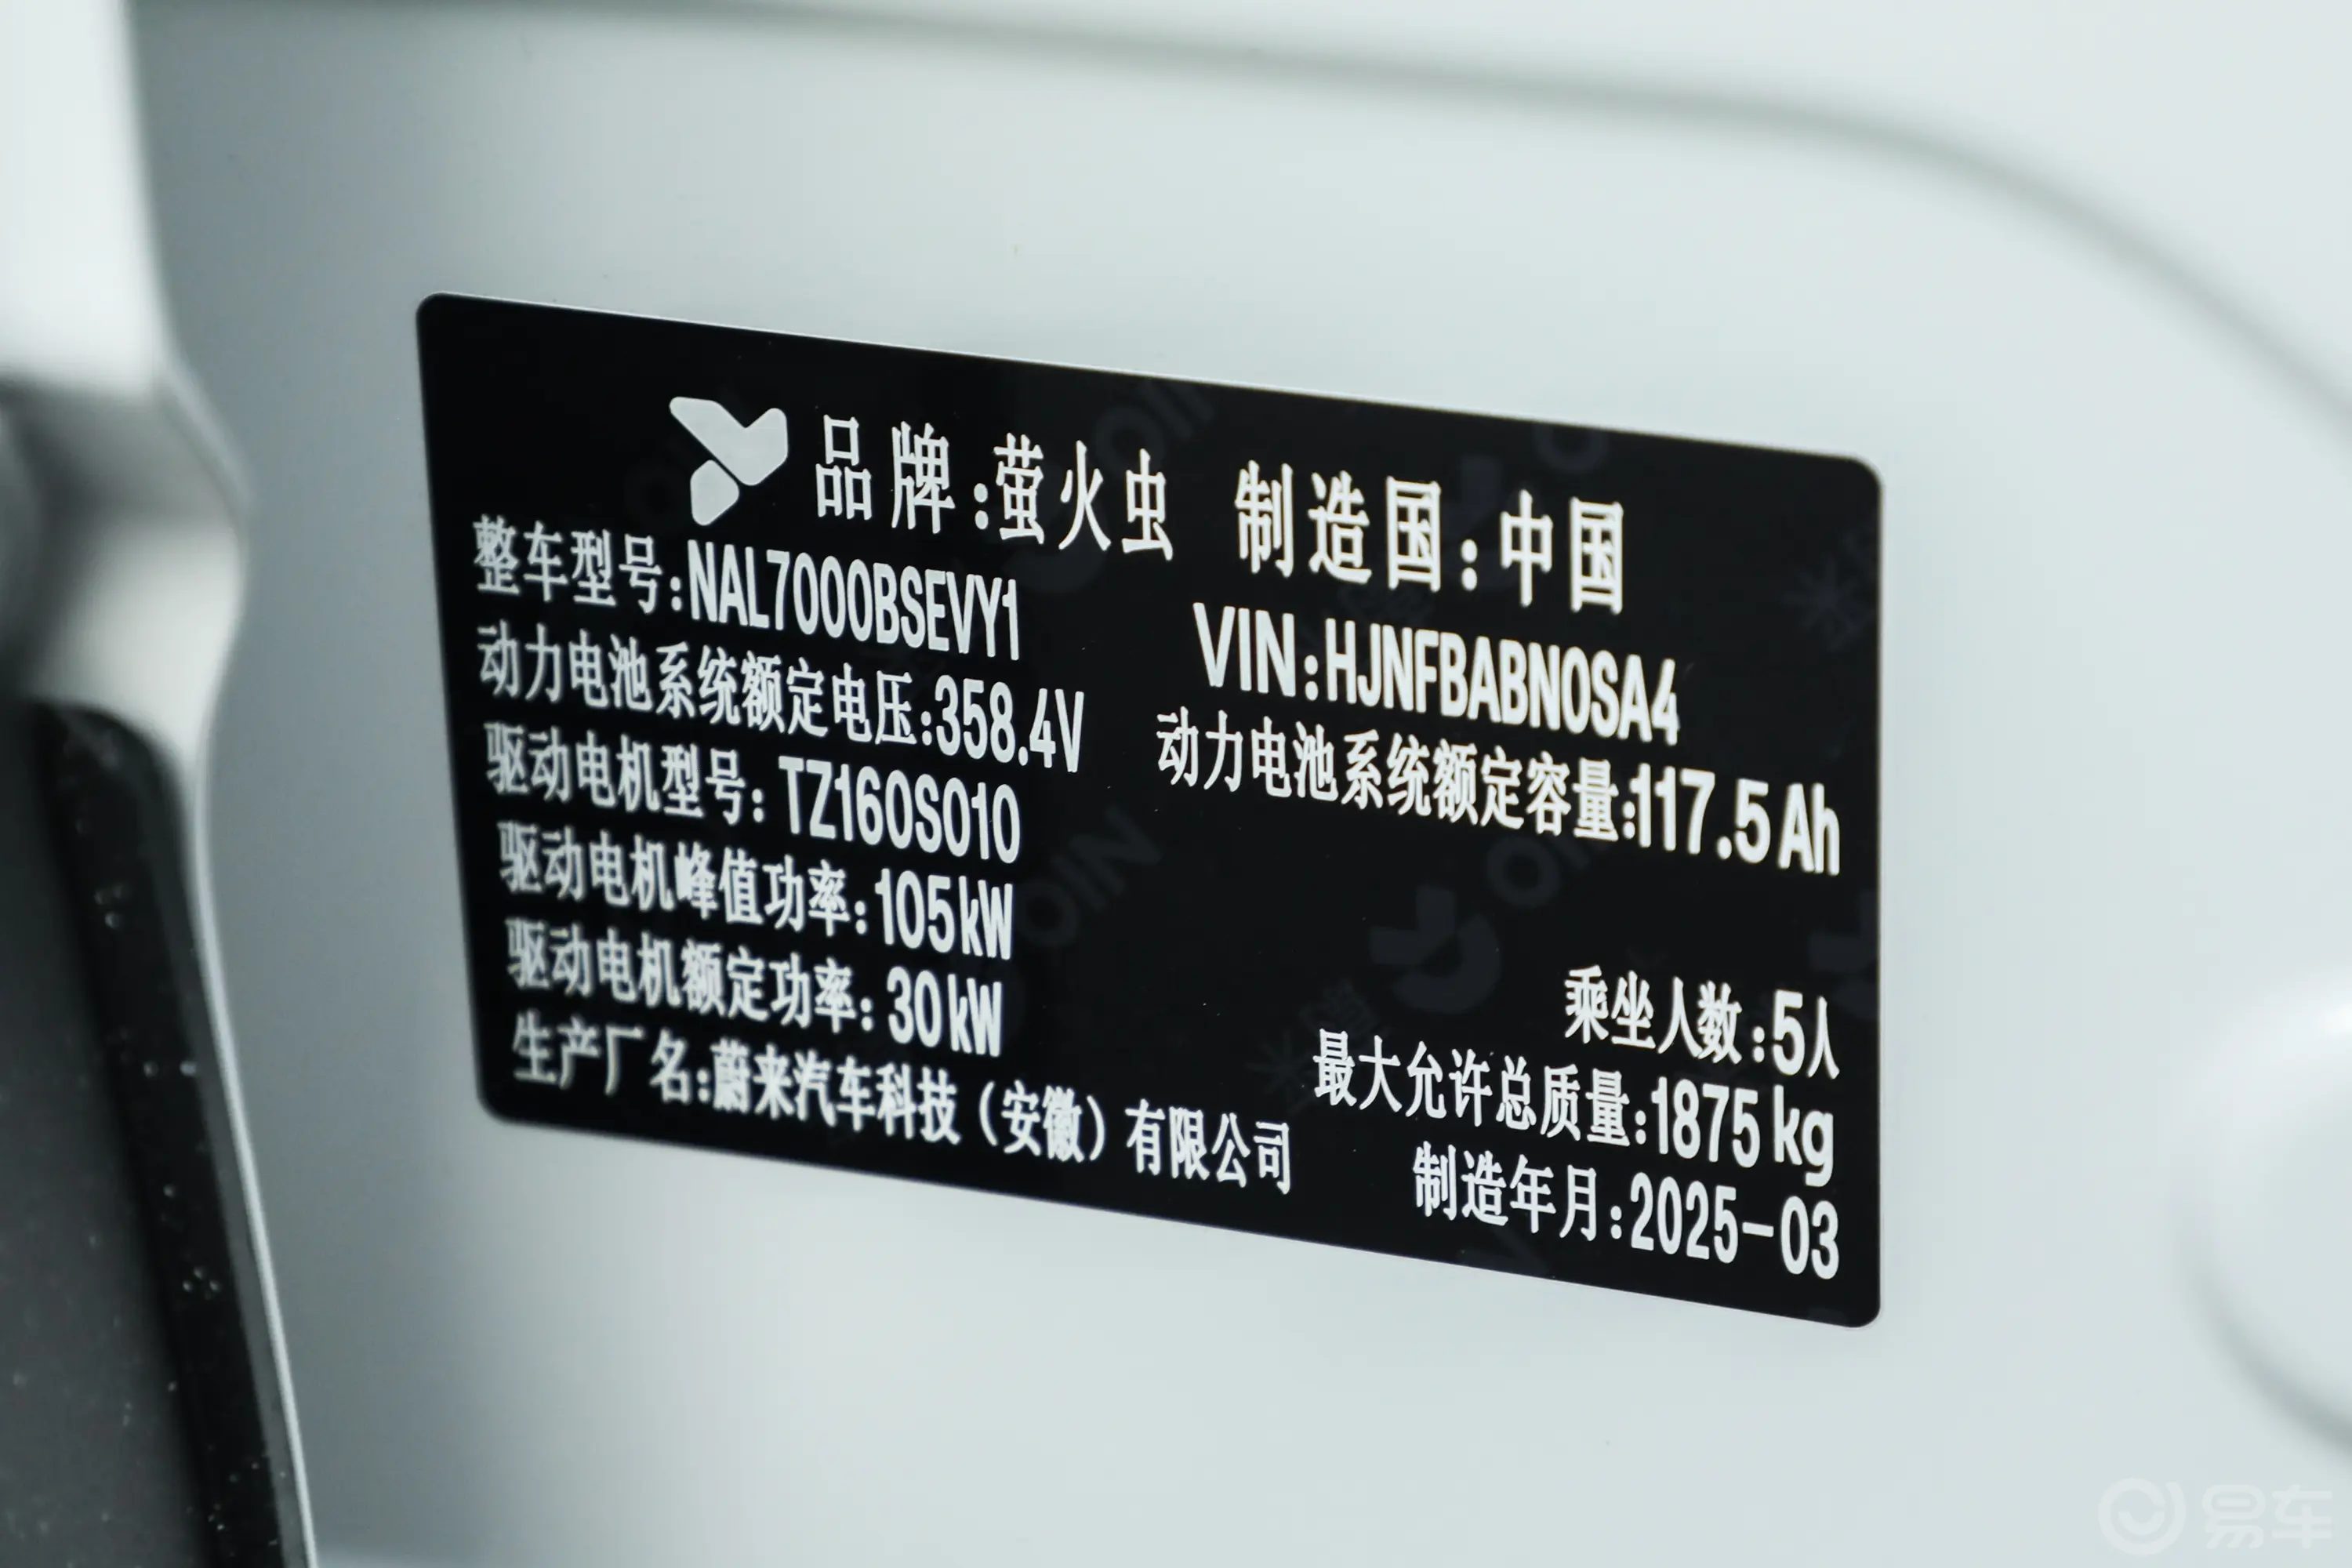 品牌:萤火虫 制造国:中国
整车型号:NAL7000BSEVY1 VIN:HJNFBABN0SA4
动力电池系统额定电压:358.4V 动力电池系统额定容量:117.5Ah
驱动电机型号:TZ160S010
驱动电机峰值功率:105kW
驱动电机额定功率:30kW 乘坐人数:5人
最大允许总质量:1875kg
生产厂名:蔚来汽车科技(安徽)有限公司 制造年月:2025-03
易车